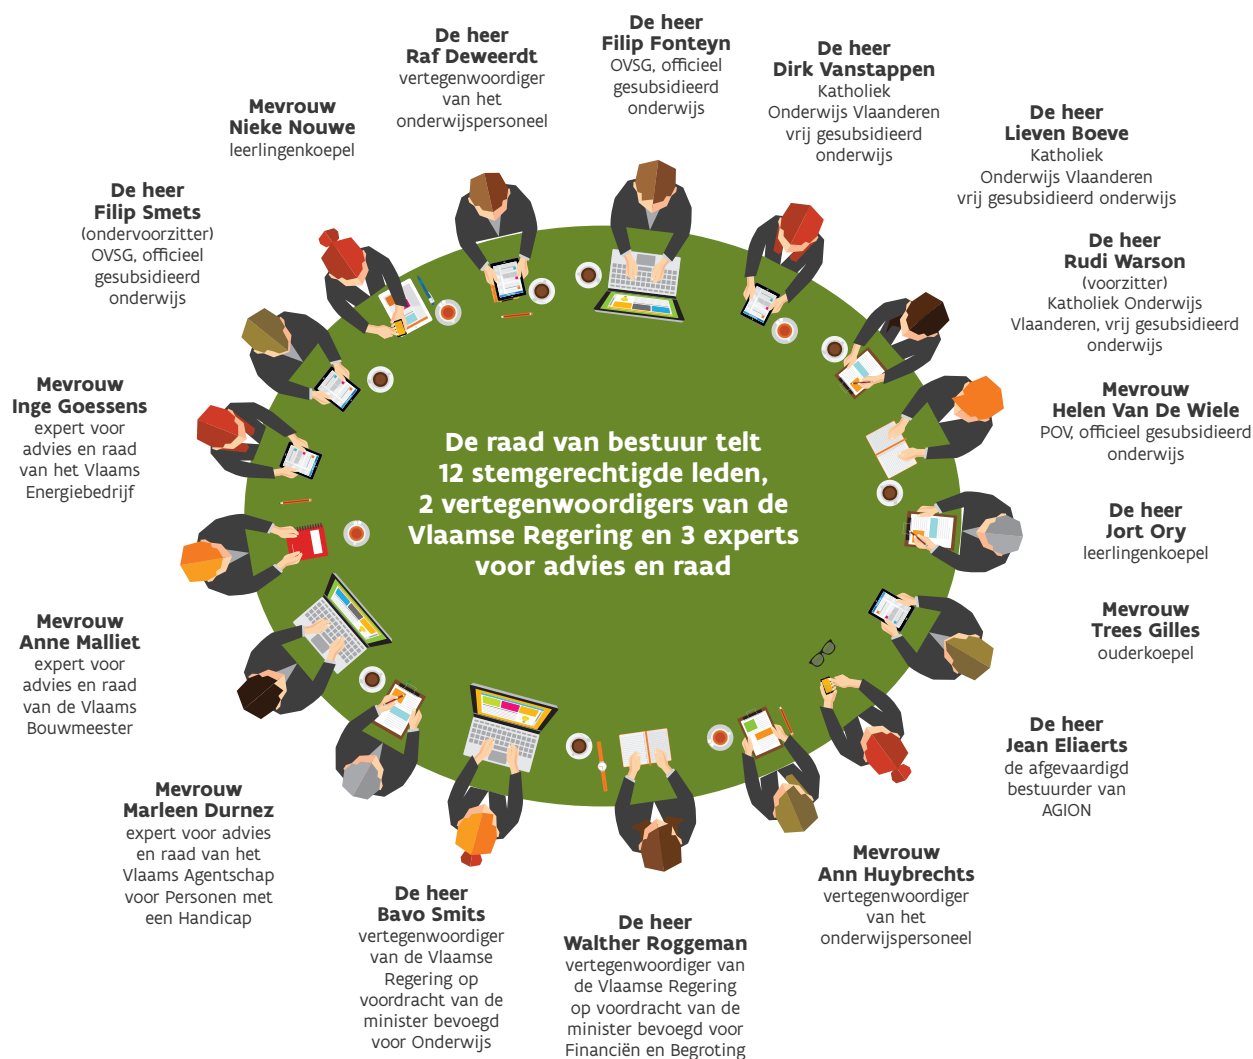 De heer
Raf Deweerdt
vertegenwoordiger
van het
onderwijspersoneel
De heer
Filip Fonteyn
OVSG, officieel
gesubsidieerd
onderwijs
De heer
Dirk Vanstappen
Katholiek
Onderwijs Vlaanderen
vrij gesubsidieerd
onderwijs
De heer
Lieven Boeve
Katholiek
Onderwijs Vlaanderen
vrij gesubsidieerd onderwijs
De heer
Rudi Warson
(voorzitter)
Katholiek Onderwijs
Vlaanderen, vrij gesubsidieerd
onderwijs
Mevrouw
Helen Van De Wiele
POV, officieel gesubsidieerd
onderwijs
De heer
Jort Ory
leerlingenkoepel
Mevrouw
Trees Gilles
ouderkoepel
De heer
Jean Eliaerts
de afgevaardigd
bestuurder van
AGION
Mevrouw
Ann Huybrechts
vertegenwoordiger
van het
onderwijspersoneel
De heer
Walther Roggeman
vertegenwoordiger van
de Vlaamse Regering
op voordracht van de
minister bevoegd voor
Financiën en Begroting
De heer
Bavo Smits
vertegenwoordiger
van de Vlaamse
Regering op
voordracht van de
minister bevoegd
voor Onderwijs
Mevrouw
Marleen Durnez
expert voor advies
en raad van het
Vlaams Agentschap
voor Personen met
een Handicap
Mevrouw
Anne Malliet
expert voor
advies en raad
van de Vlaams
Bouwmeester
Mevrouw
Inge Goessens
expert voor
advies en raad
van het Vlaams
Energiebedrijf
De heer
Filip Smets
(ondervoorzitter)
OVSG, officieel
gesubsidieerd
onderwijs
Mevrouw
Nieke Nouwe
leerlingenkoepel
De raad van bestuur telt
12 stemgerechtigde leden,
2 vertegenwoordigers van de
Vlaamse Regering en 3 experts
voor advies en raad